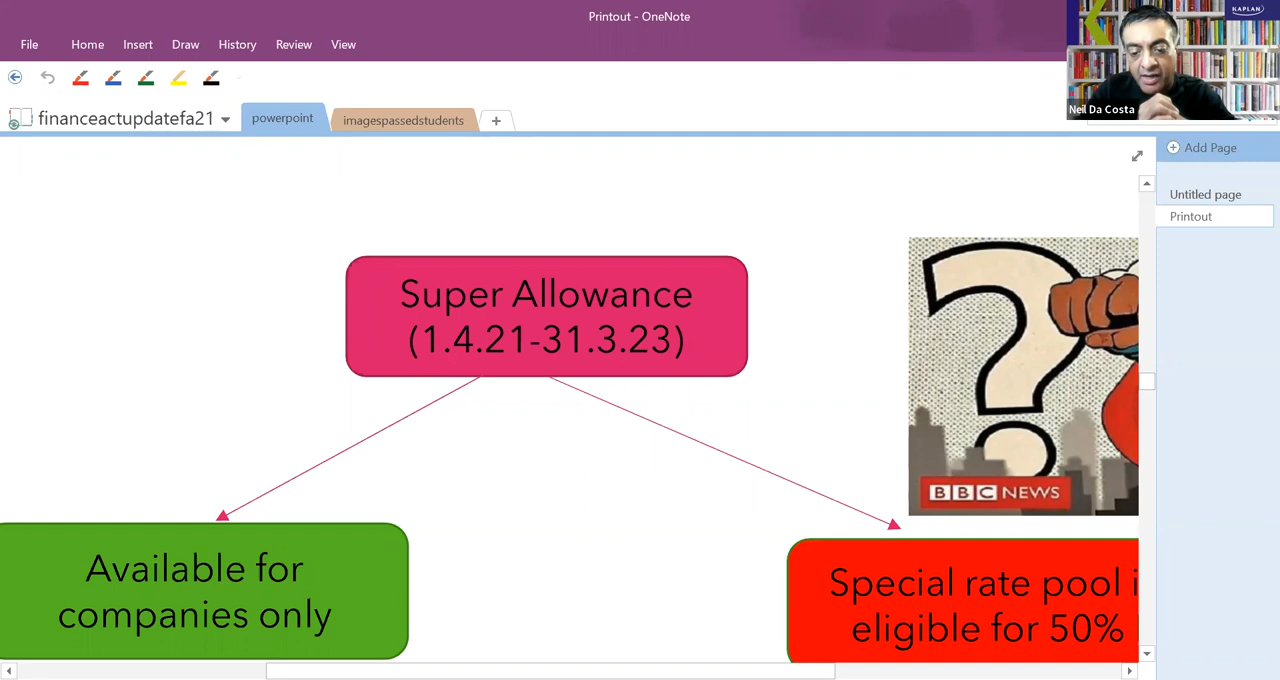 Printout - OneNote
KAPLAN
File Home Insert Draw History Review View
Neil Da Costa
financeactupdatefa21 powerpoint imagespassedstudents +
Add Page
Untitled page
Printout
Super Allowance
(1.4.21-31.3.23)
BBC NEWS
Available for
companies only
Special rate pool
eligible for 50%